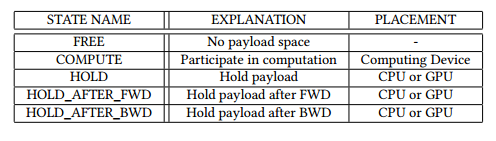 STATE NAME EXPLANATION PLACEMENT
FREE No payload space -
COMPUTE Participate in computation Computing Device
HOLD Hold payload CPU or GPU
HOLD_AFTER_FWD Hold payload after FWD CPU or GPU
HOLD_AFTER_BWD Hold payload after BWD CPU or GPU